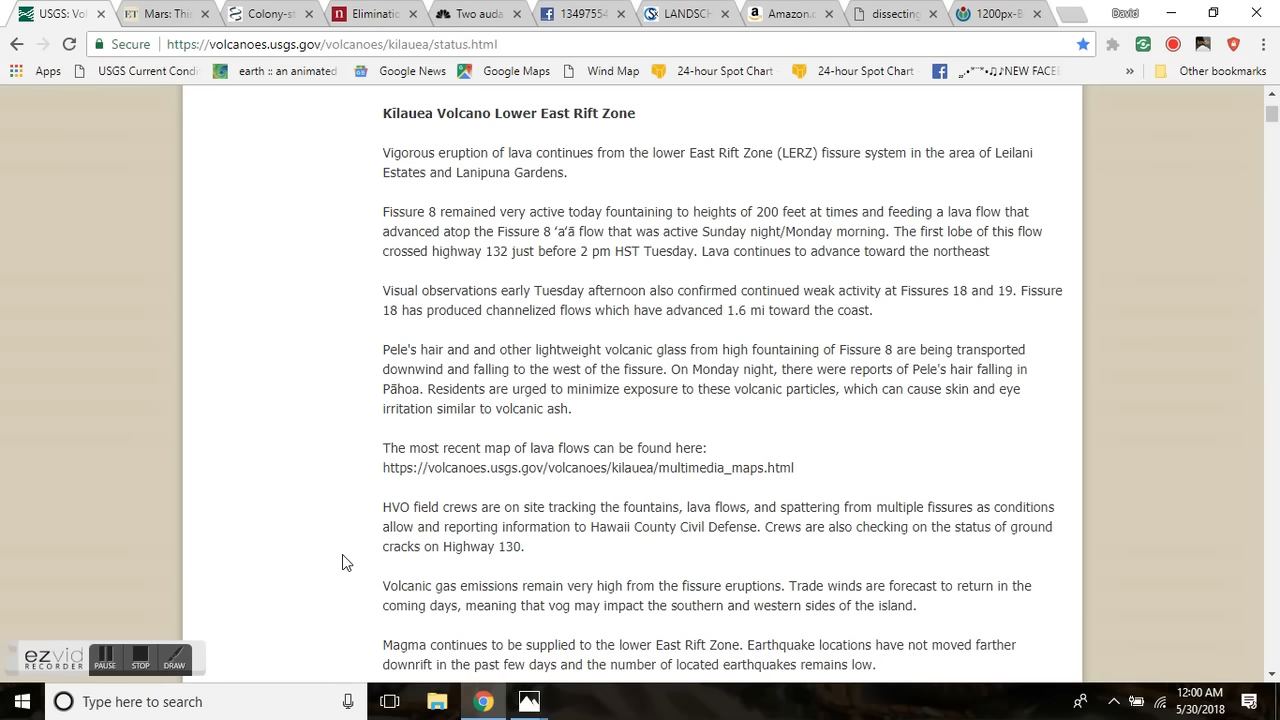 USGS: Vol
Mars: This
Colony-st
Eliminatio
Two auda
13497554
LANDSCH
Amazon.c
dissecting
1200px-B
David
Secure
https://volcanoes.usgs.gov/volcanoes/kilauea/status.html
Apps
USGS Current Condi
earth :: an animated
Google News
Google Maps
Wind Map
24-hour Spot Chart
24-hour Spot Chart
NEW FACE
»
Other bookmarks
Kīlauea Volcano Lower East Rift Zone
Vigorous eruption of lava continues from the lower East Rift Zone (LERZ) fissure system in the area of Leilani
Estates and Lanipuna Gardens.
Fissure 8 remained very active today fountaining to heights of 200 feet at times and feeding a lava flow that
advanced atop the Fissure 8 ʻaʻā flow that was active Sunday night/Monday morning. The first lobe of this flow
crossed highway 132 just before 2 pm HST Tuesday. Lava continues to advance toward the northeast
Visual observations early Tuesday afternoon also confirmed continued weak activity at Fissures 18 and 19. Fissure
18 has produced channelized flows which have advanced 1.6 mi toward the coast.
Pele's hair and and other lightweight volcanic glass from high fountaining of Fissure 8 are being transported
downwind and falling to the west of the fissure. On Monday night, there were reports of Pele's hair falling in
Pāhoa. Residents are urged to minimize exposure to these volcanic particles, which can cause skin and eye
irritation similar to volcanic ash.
The most recent map of lava flows can be found here:
https://volcanoes.usgs.gov/volcanoes/kilauea/multimedia_maps.html
HVO field crews are on site tracking the fountains, lava flows, and spattering from multiple fissures as conditions
allow and reporting information to Hawaii County Civil Defense. Crews are also checking on the status of ground
cracks on Highway 130.
Volcanic gas emissions remain very high from the fissure eruptions. Trade winds are forecast to return in the
coming days, meaning that vog may impact the southern and western sides of the island.
Magma continues to be supplied to the lower East Rift Zone. Earthquake locations have not moved farther
downrift in the past few days and the number of located earthquakes remains low.
ezvid
RECORDER
PAUSE
STOP
DRAW
Type here to search
12:00 AM
5/30/2018